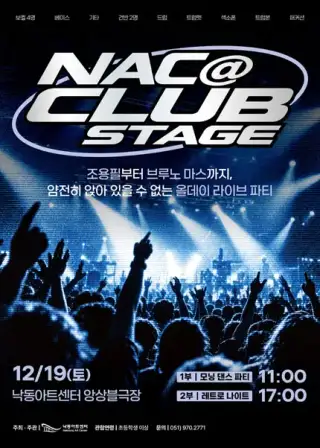 보컬 4명 베이스 기타 건반 2명 드럼 트럼펫 색소폰 트럼본 퍼커션
NAC@
CLUB
STAGE
조용필부터 브루노 마스까지,
얌전히 앉아 있을 수 없는 올데이 라이브 파티
12/19(토)
낙동아트센터 앙상블극장
1부 | 모닝 댄스 파티 11:00
2부 | 레트로 나이트 17:00
주최 · 주관 | 낙동아트센터 관람연령 | 초등학생 이상 문의 | 051) 970.2771